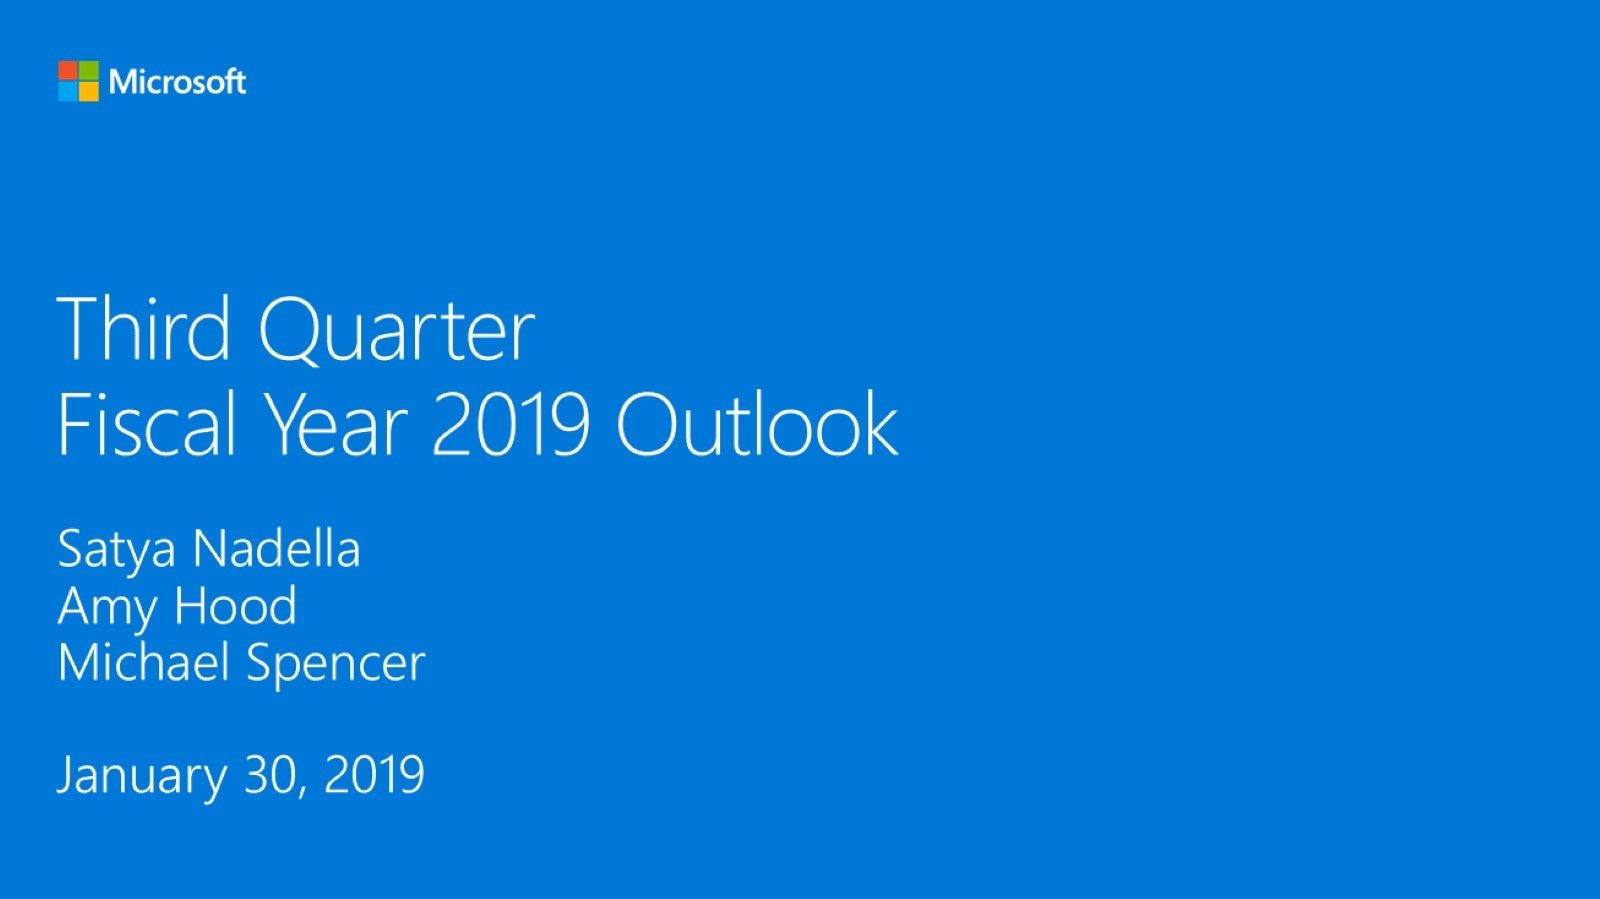 Microsoft
Third Quarter
Fiscal Year 2019 Outlook
Satya Nadella
Amy Hood
Michael Spencer
January 30, 2019